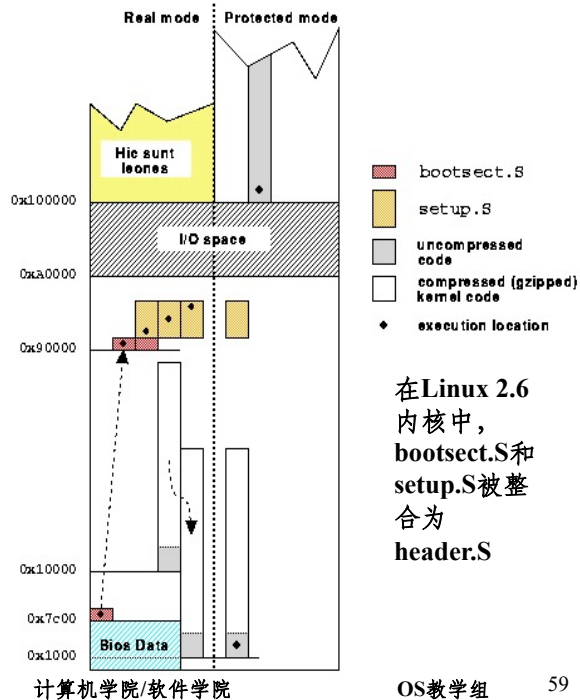 Real mode
Protected mode
Hic sunt
leones
0x100000
I/O space
0xA0000
0x90000
0x10000
0x7c00
Bios Data
0x1000
bootsect.S
setup.S
uncompressed
code
compressed (gzipped)
kernel code
execution location
在Linux 2.6
内核中，
bootsect.S和
setup.S被整
合为
header.S
计算机学院/软件学院
OS教学组
59